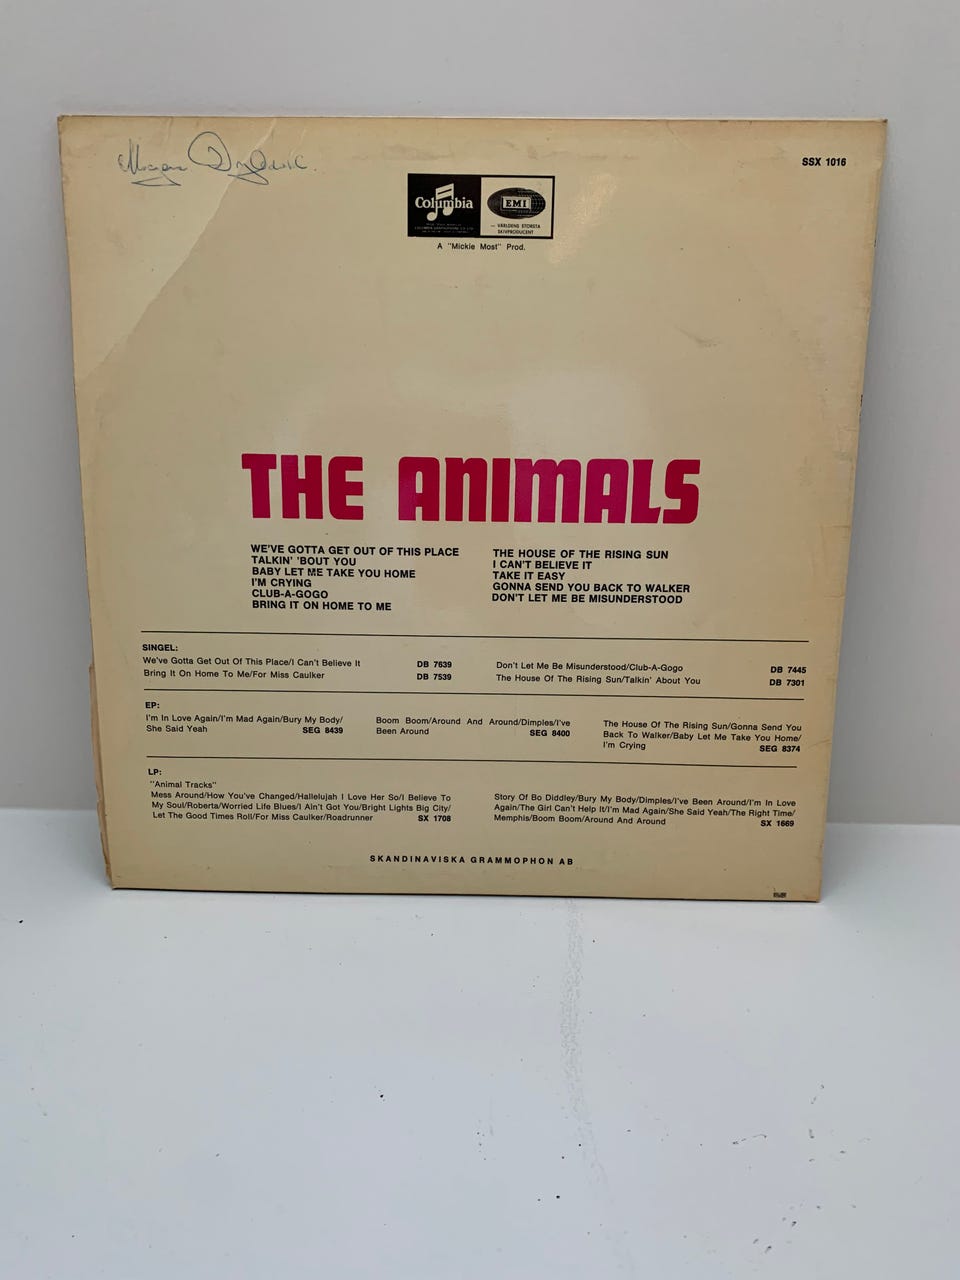 SSX 1016
Columbia
EMI
— VÄRLDENS STÖRSTA
SKIVPRODUCENT
A "Mickie Most" Prod.
THE ANIMALS
WE'VE GOTTA GET OUT OF THIS PLACE
TALKIN' 'BOUT YOU
BABY LET ME TAKE YOU HOME
I'M CRYING
CLUB-A-GOGO
BRING IT ON HOME TO ME
THE HOUSE OF THE RISING SUN
I CAN'T BELIEVE IT
TAKE IT EASY
GONNA SEND YOU BACK TO WALKER
DON'T LET ME BE MISUNDERSTOOD
SINGEL:
We've Gotta Get Out Of This Place/I Can't Believe It DB 7639
Bring It On Home To Me/For Miss Caulker DB 7539
Don't Let Me Be Misunderstood/Club-A-Gogo DB 7445
The House Of The Rising Sun/Talkin' About You DB 7301
EP:
I'm In Love Again/I'm Mad Again/Bury My Body/
She Said Yeah SEG 8439
Boom Boom/Around And Around/Dimples/I've
Been Around SEG 8400
The House Of The Rising Sun/Gonna Send You
Back To Walker/Baby Let Me Take You Home/
I'm Crying SEG 8374
LP:
"Animal Tracks"
Mess Around/How You've Changed/Hallelujah I Love Her So/I Believe To
My Soul/Roberta/Worried Life Blues/I Ain't Got You/Bright Lights Big City/
Let The Good Times Roll/For Miss Caulker/Roadrunner SX 1708
Story Of Bo Diddley/Bury My Body/Dimples/I've Been Around/I'm In Love
Again/The Girl Can't Help It/I'm Mad Again/She Said Yeah/The Right Time/
Memphis/Boom Boom/Around And Around SX 1669
SKANDINAVISKA GRAMMOPHON AB